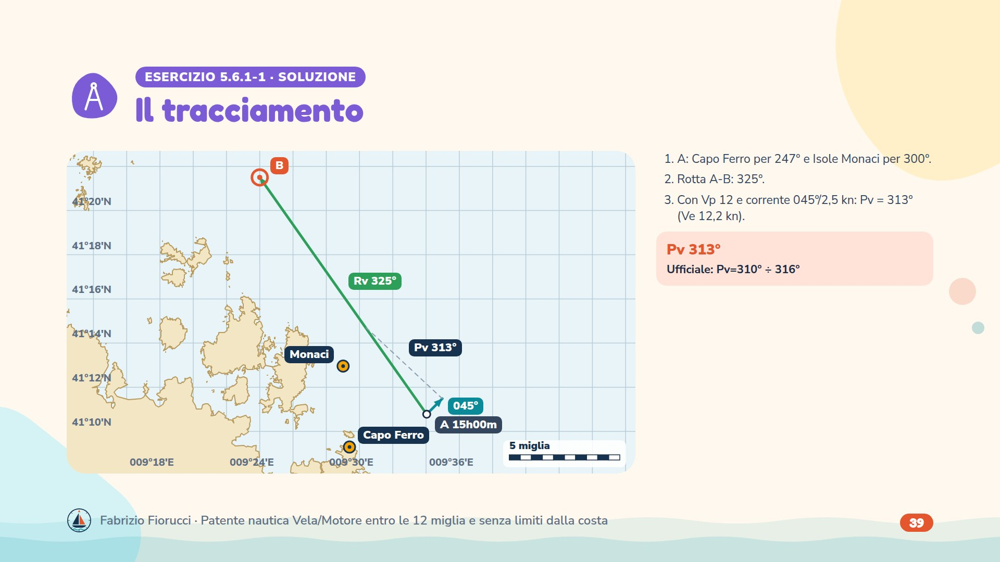 ESERCIZIO 5.6.1-1 · SOLUZIONE
Il tracciamento
B
41°20'N
41°18'N
Rv 325°
41°16'N
41°14'N
Pv 313°
Monaci
41°12'N
045°
41°10'N
A 15h00m
Capo Ferro
5 miglia
009°18'E
009°24'E
009°30'E
009°36'E
1. A: Capo Ferro per 247° e Isole Monaci per 300°.
2. Rotta A-B: 325°.
3. Con Vp 12 e corrente 045°/2,5 kn: Pv = 313°
(Ve 12,2 kn).
Pv 313°
Ufficiale: Pv=310° ÷ 316°
Fabrizio Fiorucci · Patente nautica Vela/Motore entro le 12 miglia e senza limiti dalla costa
39